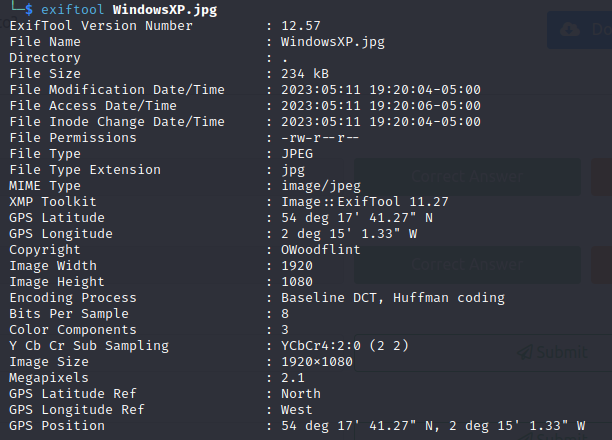 └─$ exiftool WindowsXP.jpg
ExifTool Version Number : 12.57
File Name : WindowsXP.jpg
Directory : .
File Size : 234 kB
File Modification Date/Time : 2023:05:11 19:20:04-05:00
File Access Date/Time : 2023:05:11 19:20:06-05:00
File Inode Change Date/Time : 2023:05:11 19:20:04-05:00
File Permissions : -rw-r--r--
File Type : JPEG
File Type Extension : jpg
MIME Type : image/jpeg
XMP Toolkit : Image::ExifTool 11.27
GPS Latitude : 54 deg 17' 41.27" N
GPS Longitude : 2 deg 15' 1.33" W
Copyright : OWoodflint
Image Width : 1920
Image Height : 1080
Encoding Process : Baseline DCT, Huffman coding
Bits Per Sample : 8
Color Components : 3
Y Cb Cr Sub Sampling : YCbCr4:2:0 (2 2)
Image Size : 1920×1080
Megapixels : 2.1
GPS Latitude Ref : North
GPS Longitude Ref : West
GPS Position : 54 deg 17' 41.27" N, 2 deg 15' 1.33" W
Correct Answer
Correct Answer
Submit